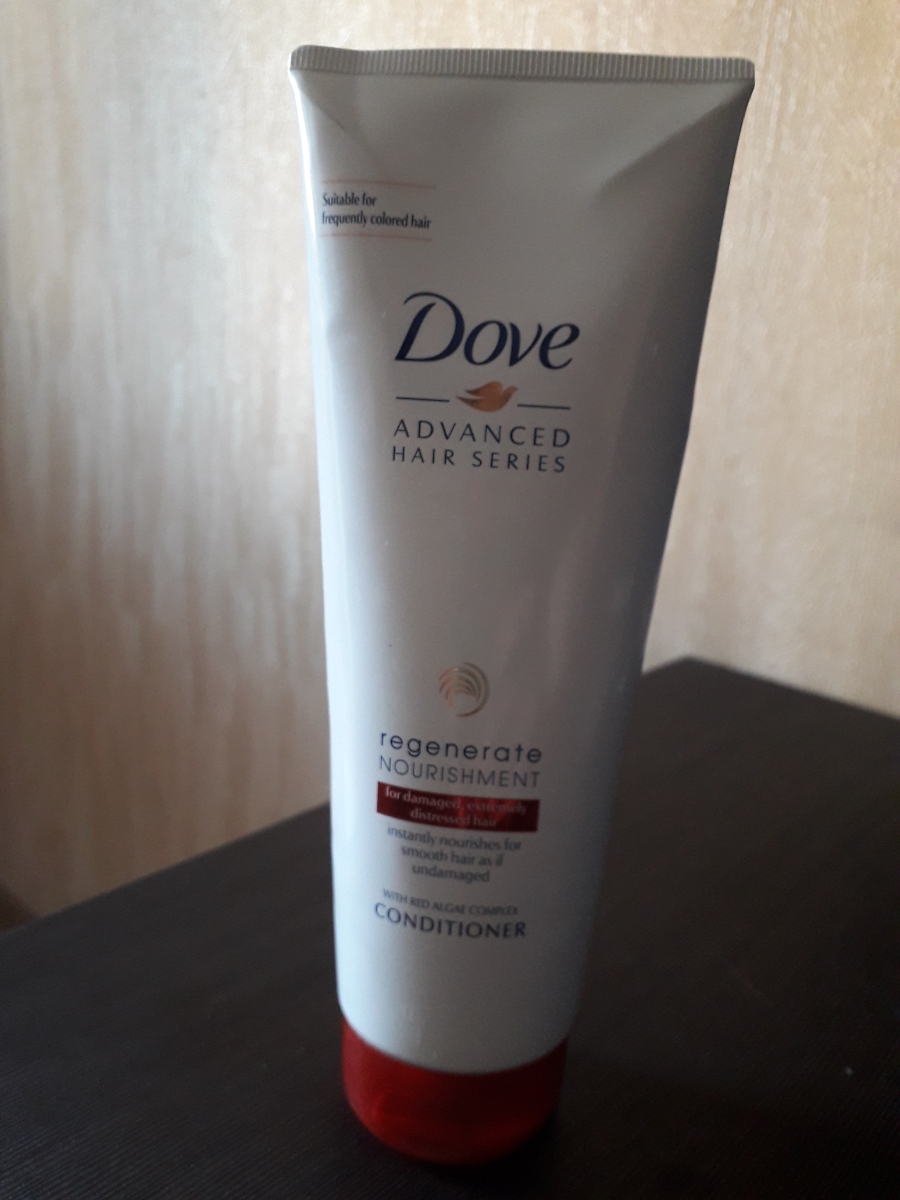 Suitable for
frequently colored hair
Dove
ADVANCED
HAIR SERIES
regenerate
NOURISHMENT
for damaged, extremely
distressed hair
instantly nourishes for
smooth hair as if
undamaged
WITH RED ALGAE COMPLEX
CONDITIONER